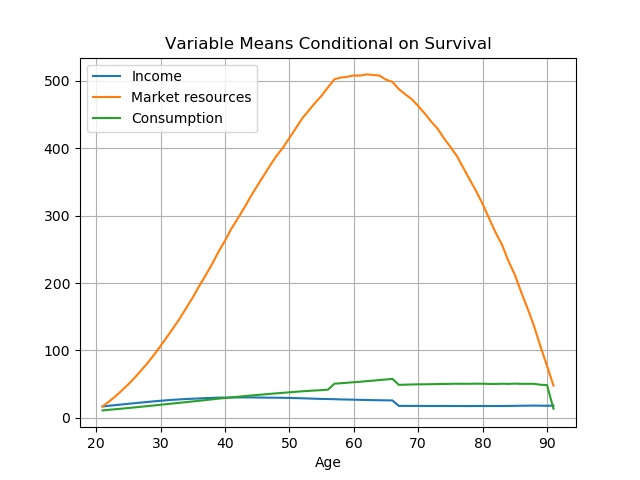 Variable Means Conditional on Survival
Income
Market resources
Consumption
500
400
300
200
100
0
20 30 40 50 60 70 80 90
Age